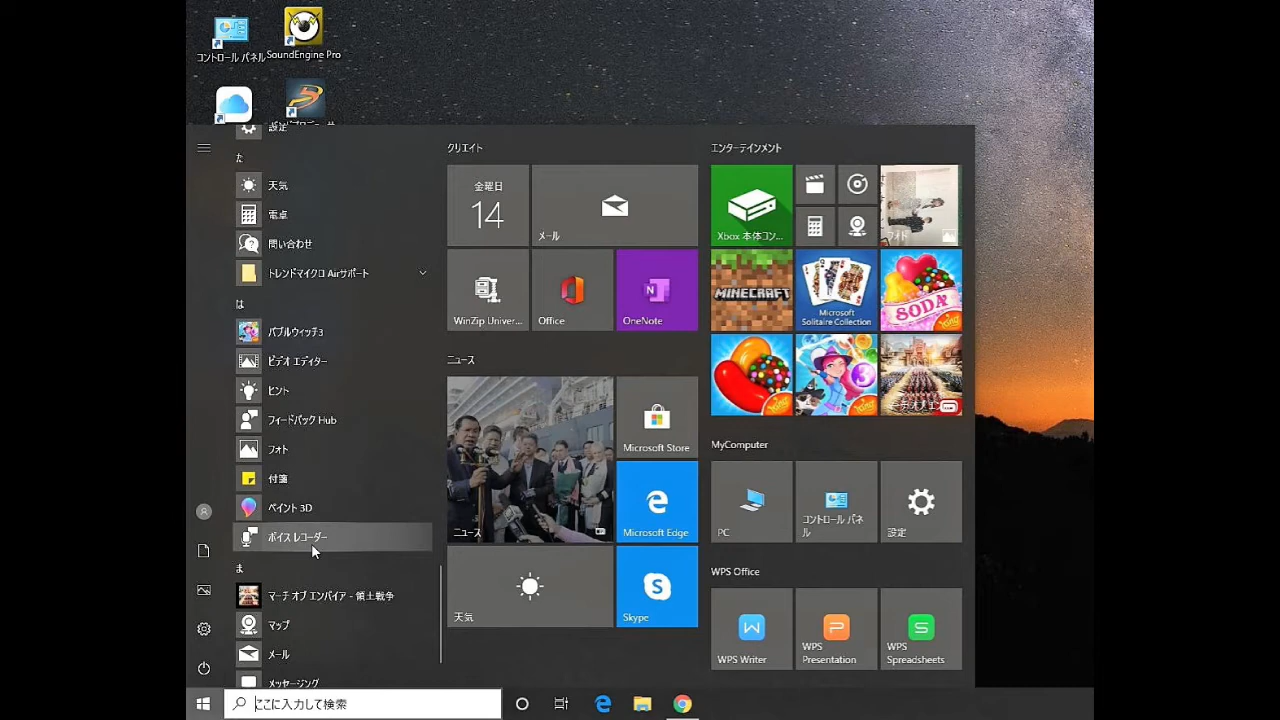 コントロール パネル
SoundEngine Pro
設定
た
天気
電卓
問い合わせ
トレンドマイクロ Airサポート
は
バブルウィッチ3
ビデオ エディター
ヒント
フィードバック Hub
フォト
付箋
ペイント 3D
ボイス レコーダー
ま
マーチ オブ エンパイア - 領土戦争
マップ
メール
メッセージング
クリエイト
金曜日
14
メール
WinZip Univer...
Office
OneNote
ニュース
ニュース
Microsoft Store
Microsoft Edge
天気
Skype
エンターテインメント
Xbox 本体コン...
フォト
MINECRAFT
Microsoft
Solitaire Collection
SODA
King
King
King
MyComputer
PC
コントロール パネ
ル
設定
WPS Office
WPS Writer
WPS
Presentation
WPS
Spreadsheets
ここに入力して検索